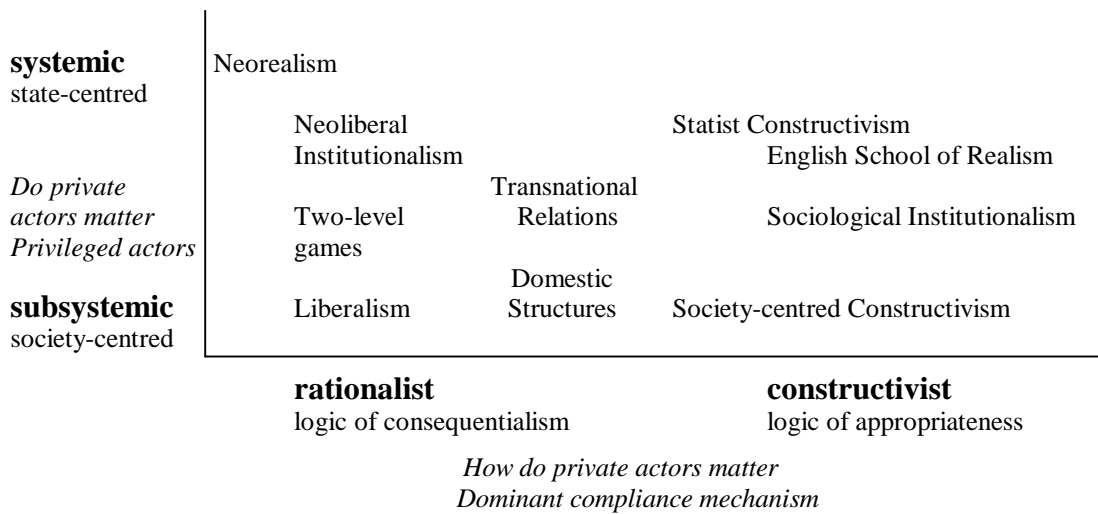 systemic Neorealism
state-centred
Neoliberal Statist Constructivism
Institutionalism English School of Realism
Do private Transnational
actors matter Two-level Relations Sociological Institutionalism
Privileged actors games
Domestic
subsystemic Liberalism Structures Society-centred Constructivism
society-centred
rationalist constructivist
logic of consequentialism logic of appropriateness
How do private actors matter
Dominant compliance mechanism